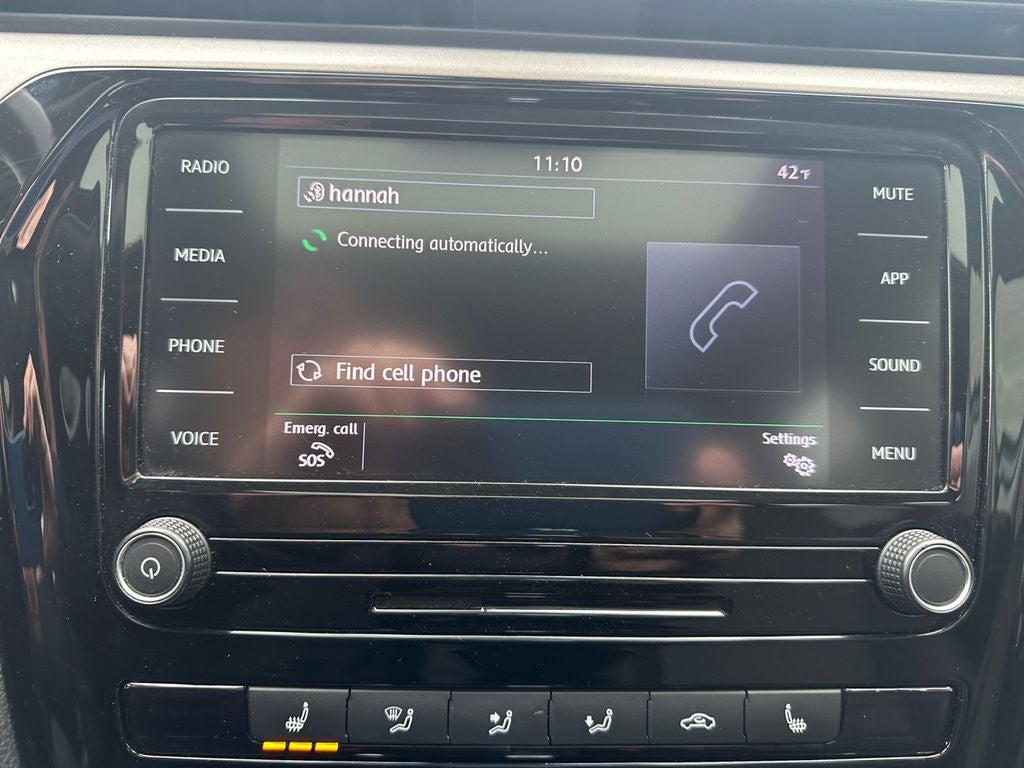 11:10
42°F
RADIO
MEDIA
PHONE
VOICE
hannah
Connecting automatically...
Find cell phone
Emerg. call
SOS
Settings
MUTE
APP
SOUND
MENU